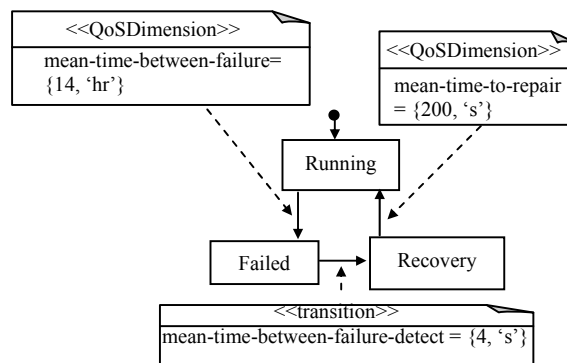 <<QoSDimension>>
mean-time-between-failure=
{14, ‘hr’}
<<QoSDimension>>
mean-time-to-repair
= {200, ‘s’}
Running
Failed
Recovery
<<transition>>
mean-time-between-failure-detect = {4, ‘s’}